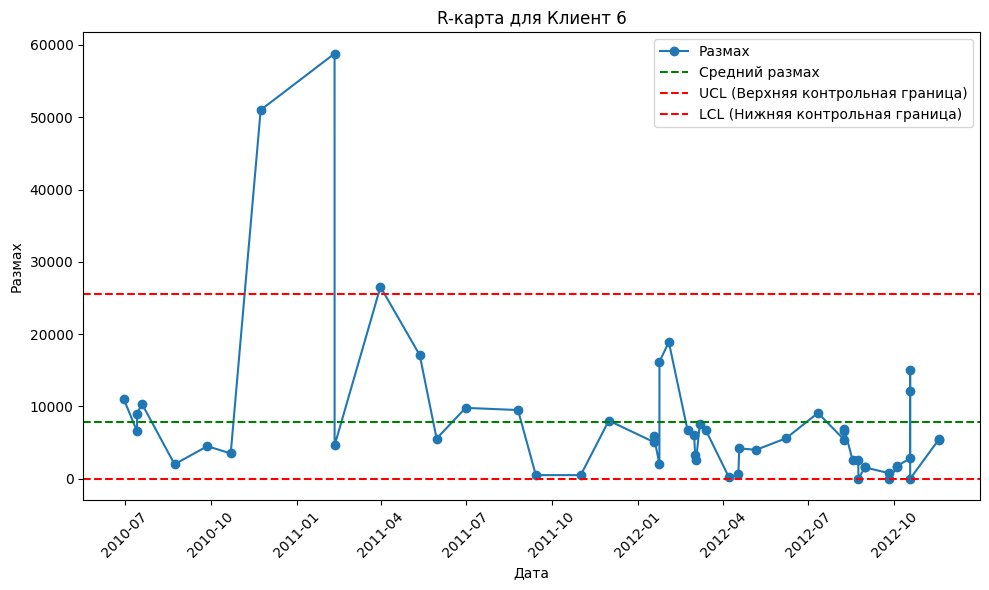 R-карта для Клиент 6
Размах
Средний размах
UCL (Верхняя контрольная граница)
LCL (Нижняя контрольная граница)
60000
50000
40000
30000
20000
10000
0
Размах
2010-07
2010-10
2011-01
2011-04
2011-07
2011-10
2012-01
2012-04
2012-07
2012-10
Дата